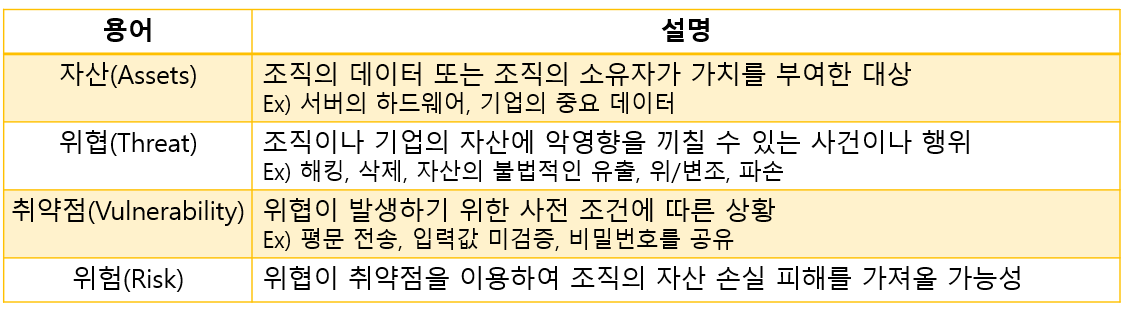 용어 설명
자산(Assets) 조직의 데이터 또는 조직의 소유자가 가치를 부여한 대상
Ex) 서버의 하드웨어, 기업의 중요 데이터
위협(Threat) 조직이나 기업의 자산에 악영향을 끼칠 수 있는 사건이나 행위
Ex) 해킹, 삭제, 자산의 불법적인 유출, 위/변조, 파손
취약점(Vulnerability) 위협이 발생하기 위한 사전 조건에 따른 상황
Ex) 평문 전송, 입력값 미검증, 비밀번호를 공유
위험(Risk) 위협이 취약점을 이용하여 조직의 자산 손실 피해를 가져올 가능성